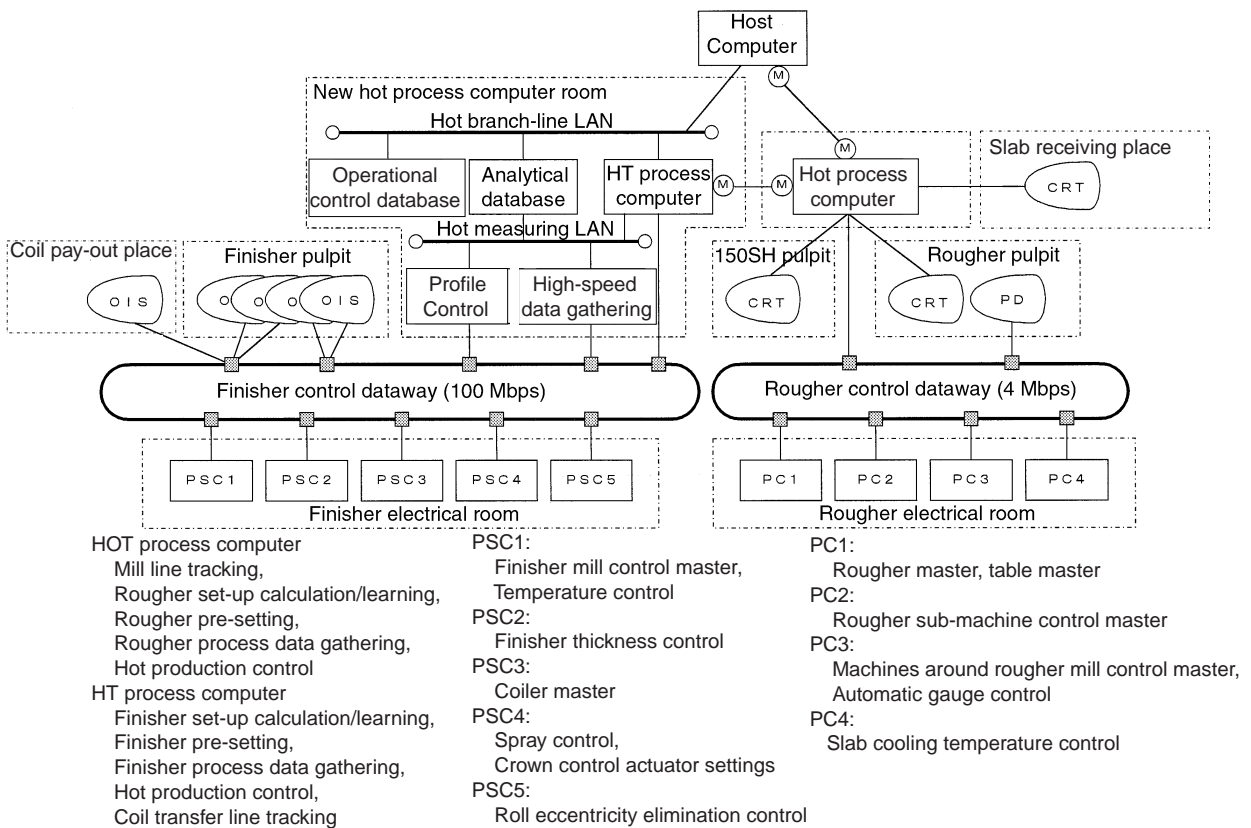 Host
Computer
M
New hot process computer room
Hot branch-line LAN
M
Operational
control database
Analytical
database
HT process
computer
M
M
Hot process
computer
Slab receiving place
CRT
Hot measuring LAN
Coil pay-out place
OIS
Finisher pulpit
O
O
O
OIS
Profile
Control
High-speed
data gathering
150SH pulpit
CRT
Rougher pulpit
CRT
PD
Finisher control dataway (100 Mbps)
Rougher control dataway (4 Mbps)
PSC1
PSC2
PSC3
PSC4
PSC5
Finisher electrical room
PC1
PC2
PC3
PC4
Rougher electrical room
HOT process computer
Mill line tracking,
Rougher set-up calculation/learning,
Rougher pre-setting,
Rougher process data gathering,
Hot production control
HT process computer
Finisher set-up calculation/learning,
Finisher pre-setting,
Finisher process data gathering,
Hot production control,
Coil transfer line tracking
PSC1:
Finisher mill control master,
Temperature control
PSC2:
Finisher thickness control
PSC3:
Coiler master
PSC4:
Spray control,
Crown control actuator settings
PSC5:
Roll eccentricity elimination control
PC1:
Rougher master, table master
PC2:
Rougher sub-machine control master
PC3:
Machines around rougher mill control master,
Automatic gauge control
PC4:
Slab cooling temperature control